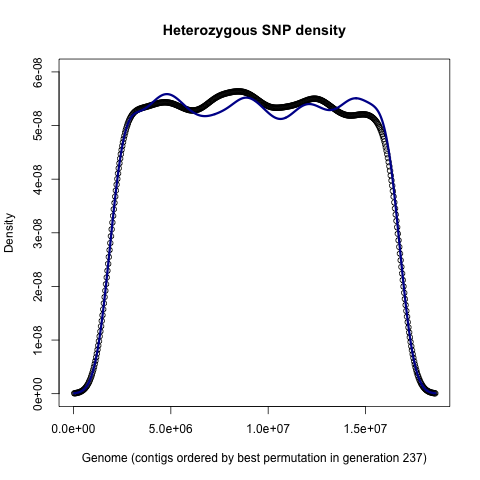 Heterozygous SNP density
Density
6e-08
5e-08
4e-08
3e-08
2e-08
1e-08
0e+00
0.0e+00 5.0e+06 1.0e+07 1.5e+07
Genome (contigs ordered by best permutation in generation 237)